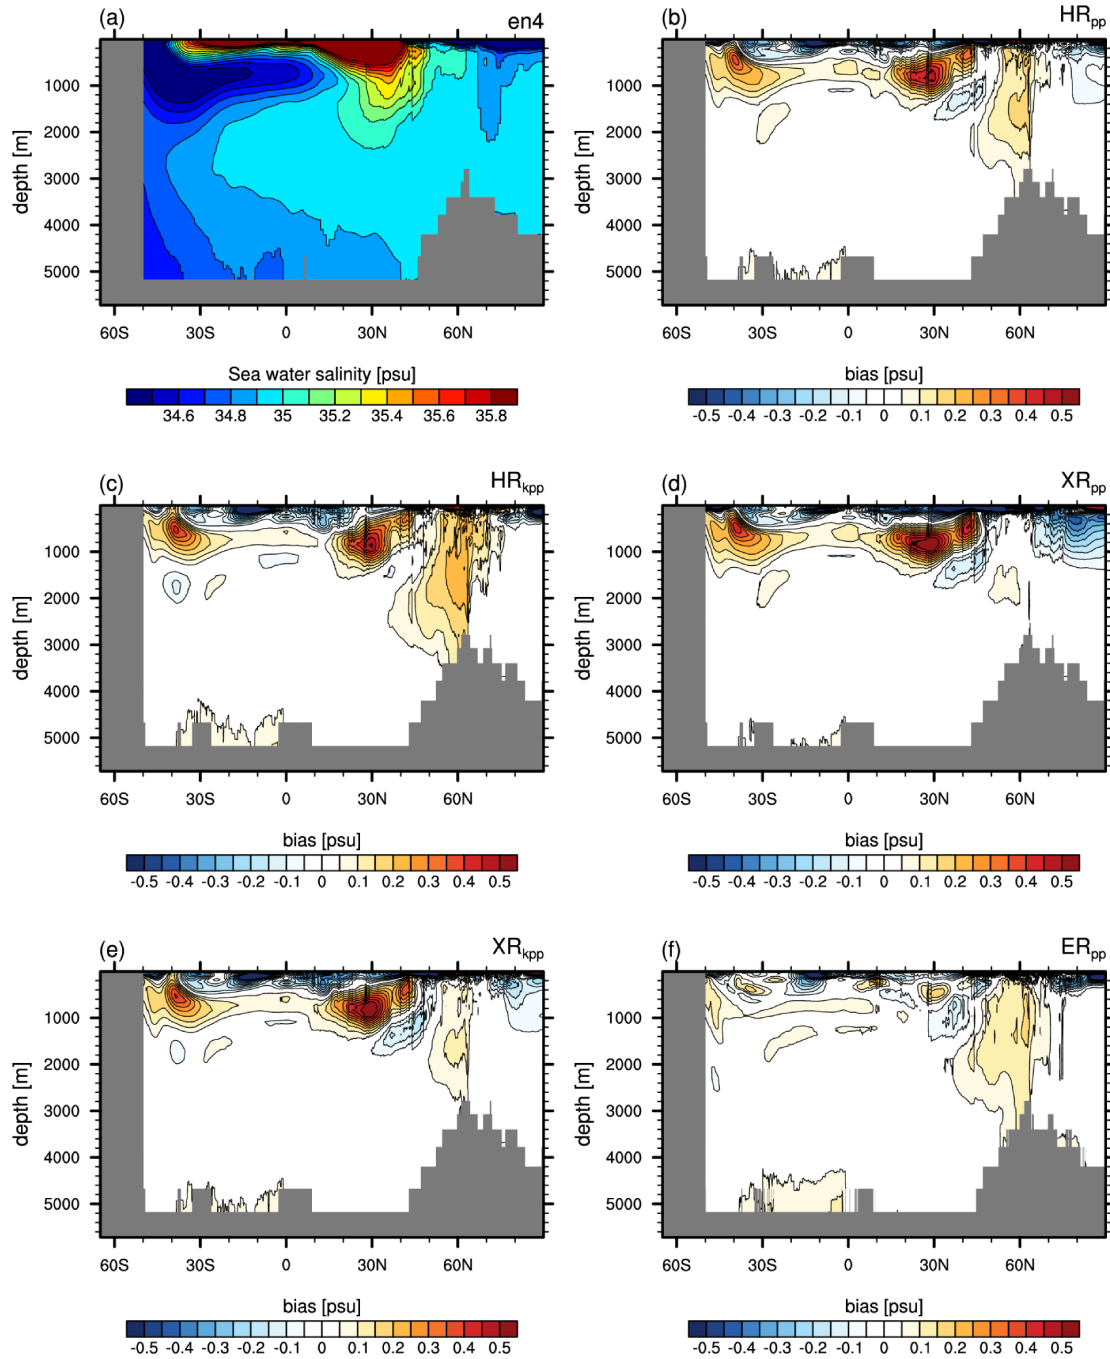 (a) en4
depth [m]
1000
2000
3000
4000
5000
60S 30S 0 30N 60N
Sea water salinity [psu]
34.6 34.8 35 35.2 35.4 35.6 35.8
(b) HRpp
depth [m]
1000
2000
3000
4000
5000
60S 30S 0 30N 60N
bias [psu]
-0.5 -0.4 -0.3 -0.2 -0.1 0 0.1 0.2 0.3 0.4 0.5
(c) HRkpp
depth [m]
1000
2000
3000
4000
5000
60S 30S 0 30N 60N
bias [psu]
-0.5 -0.4 -0.3 -0.2 -0.1 0 0.1 0.2 0.3 0.4 0.5
(d) XRpp
depth [m]
1000
2000
3000
4000
5000
60S 30S 0 30N 60N
bias [psu]
-0.5 -0.4 -0.3 -0.2 -0.1 0 0.1 0.2 0.3 0.4 0.5
(e) XRkpp
depth [m]
1000
2000
3000
4000
5000
60S 30S 0 30N 60N
bias [psu]
-0.5 -0.4 -0.3 -0.2 -0.1 0 0.1 0.2 0.3 0.4 0.5
(f) ERpp
depth [m]
1000
2000
3000
4000
5000
60S 30S 0 30N 60N
bias [psu]
-0.5 -0.4 -0.3 -0.2 -0.1 0 0.1 0.2 0.3 0.4 0.5